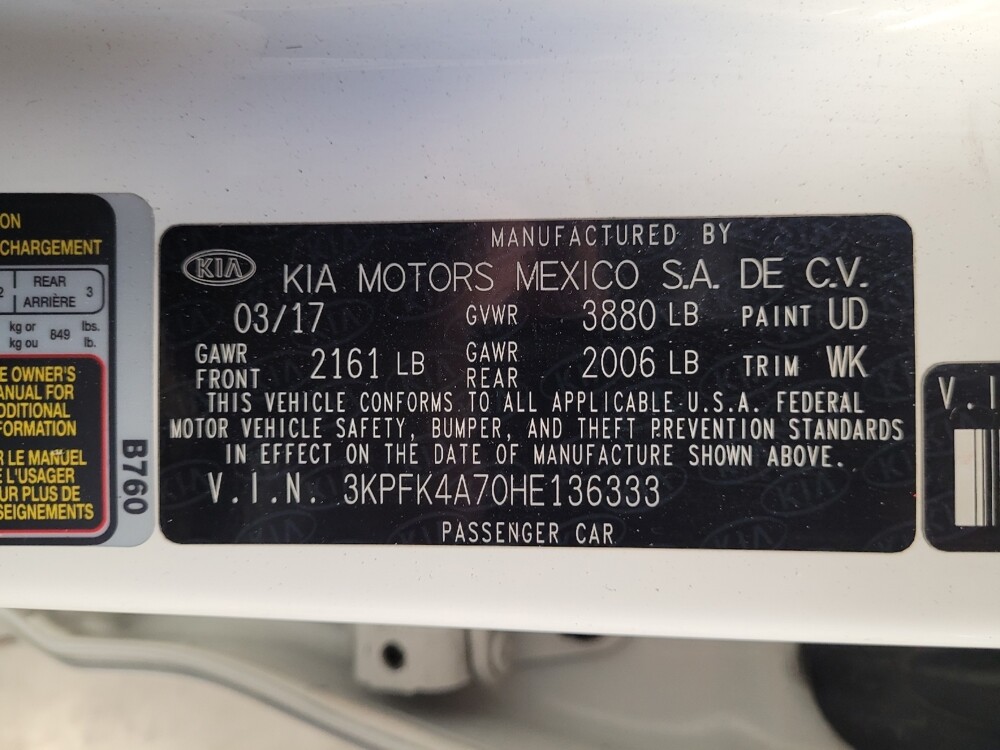 ON
CHARGEMENT
2 REAR ARRIÈRE 3
kg or kg ou 849 lbs. lb.
E OWNER'S
ANUAL FOR
DDITIONAL
FORMATION
R LE MANUEL
E L'USAGER
UR PLUS DE
SEIGNEMENTS
B760
MANUFACTURED BY
KIA KIA MOTORS MEXICO S.A. DE C.V.
03/17 GVWR 3880 LB PAINT UD
GAWR FRONT 2161 LB GAWR REAR 2006 LB TRIM WK
THIS VEHICLE CONFORMS TO ALL APPLICABLE U.S.A. FEDERAL
MOTOR VEHICLE SAFETY, BUMPER, AND THEFT PREVENTION STANDARDS
IN EFFECT ON THE DATE OF MANUFACTURE SHOWN ABOVE.
V.I.N. 3KPFK4A70HE136333
PASSENGER CAR
V.I